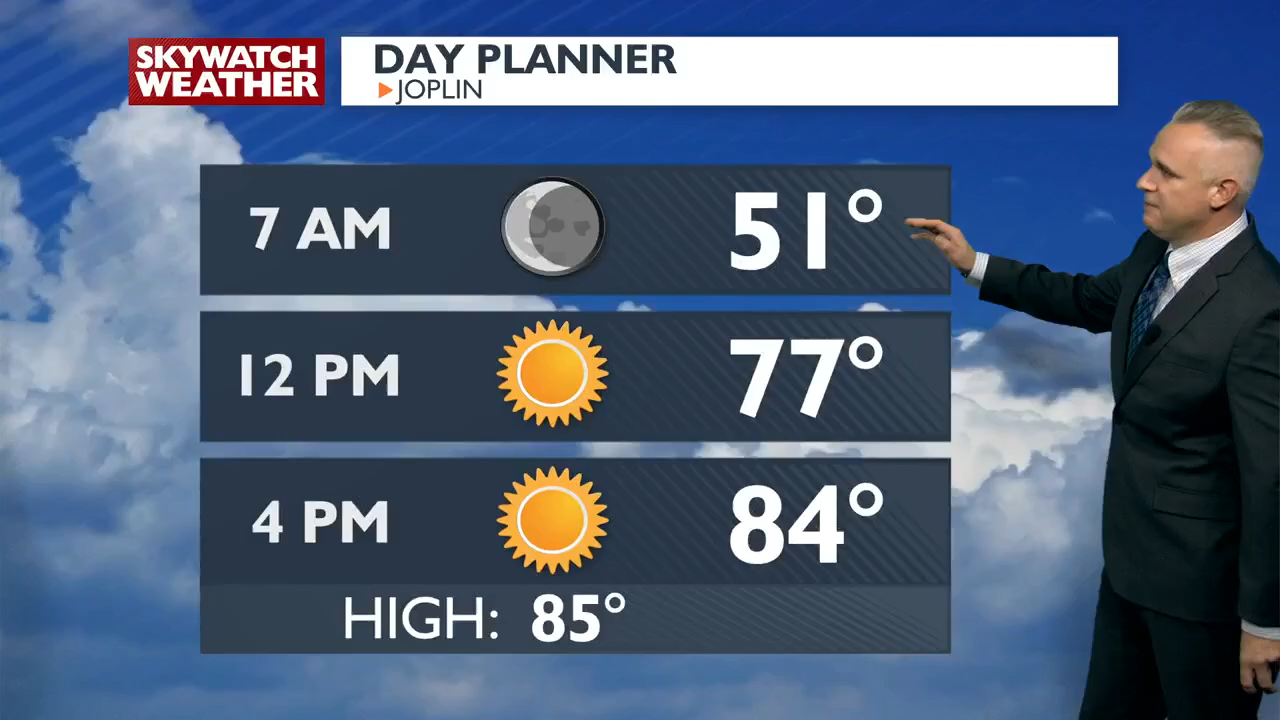 SKYWATCH
WEATHER
DAY PLANNER
JOPLIN
7 AM 51°
12 PM 77°
4 PM 84°
HIGH: 85°